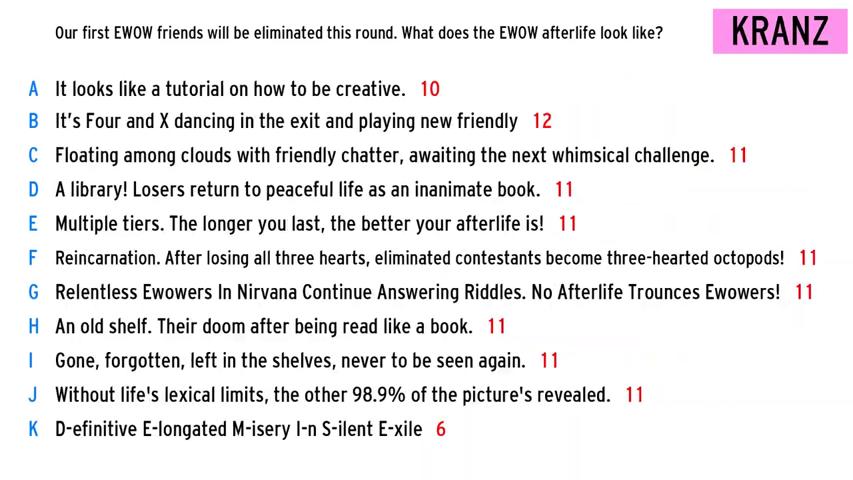 Our first EWOW friends will be eliminated this round. What does the EWOW afterlife look like?
KRANZ
A It looks like a tutorial on how to be creative. 10
B It's Four and X dancing in the exit and playing new friendly 12
C Floating among clouds with friendly chatter, awaiting the next whimsical challenge. 11
D A library! Losers return to peaceful life as an inanimate book. 11
E Multiple tiers. The longer you last, the better your afterlife is! 11
F Reincarnation. After losing all three hearts, eliminated contestants become three-hearted octopods! 11
G Relentless Ewowers In Nirvana Continue Answering Riddles. No Afterlife Trounces Ewowers! 11
H An old shelf. Their doom after being read like a book. 11
I Gone, forgotten, left in the shelves, never to be seen again. 11
J Without life's lexical limits, the other 98.9% of the picture's revealed. 11
K D-efinitive E-longated M-isery I-n S-ilent E-xile 6